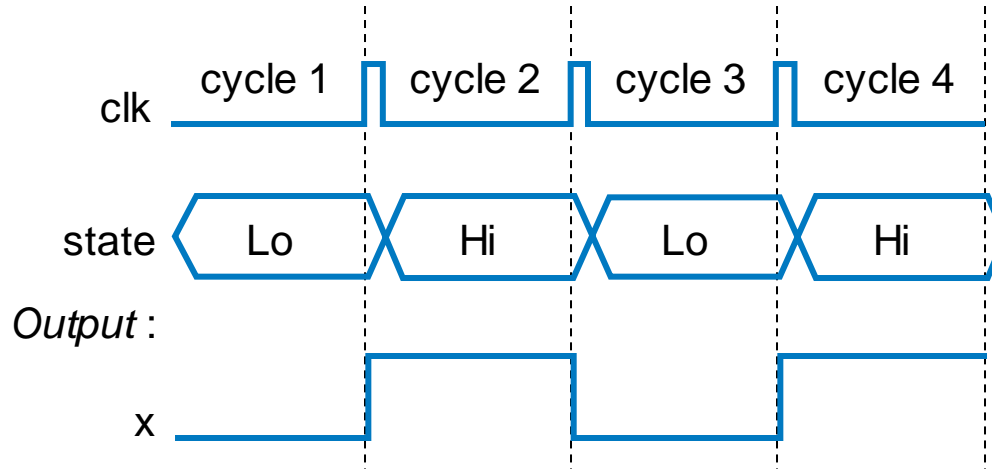 cycle 1 cycle 2 cycle 3 cycle 4
clk
state Lo Hi Lo Hi
Output :
x